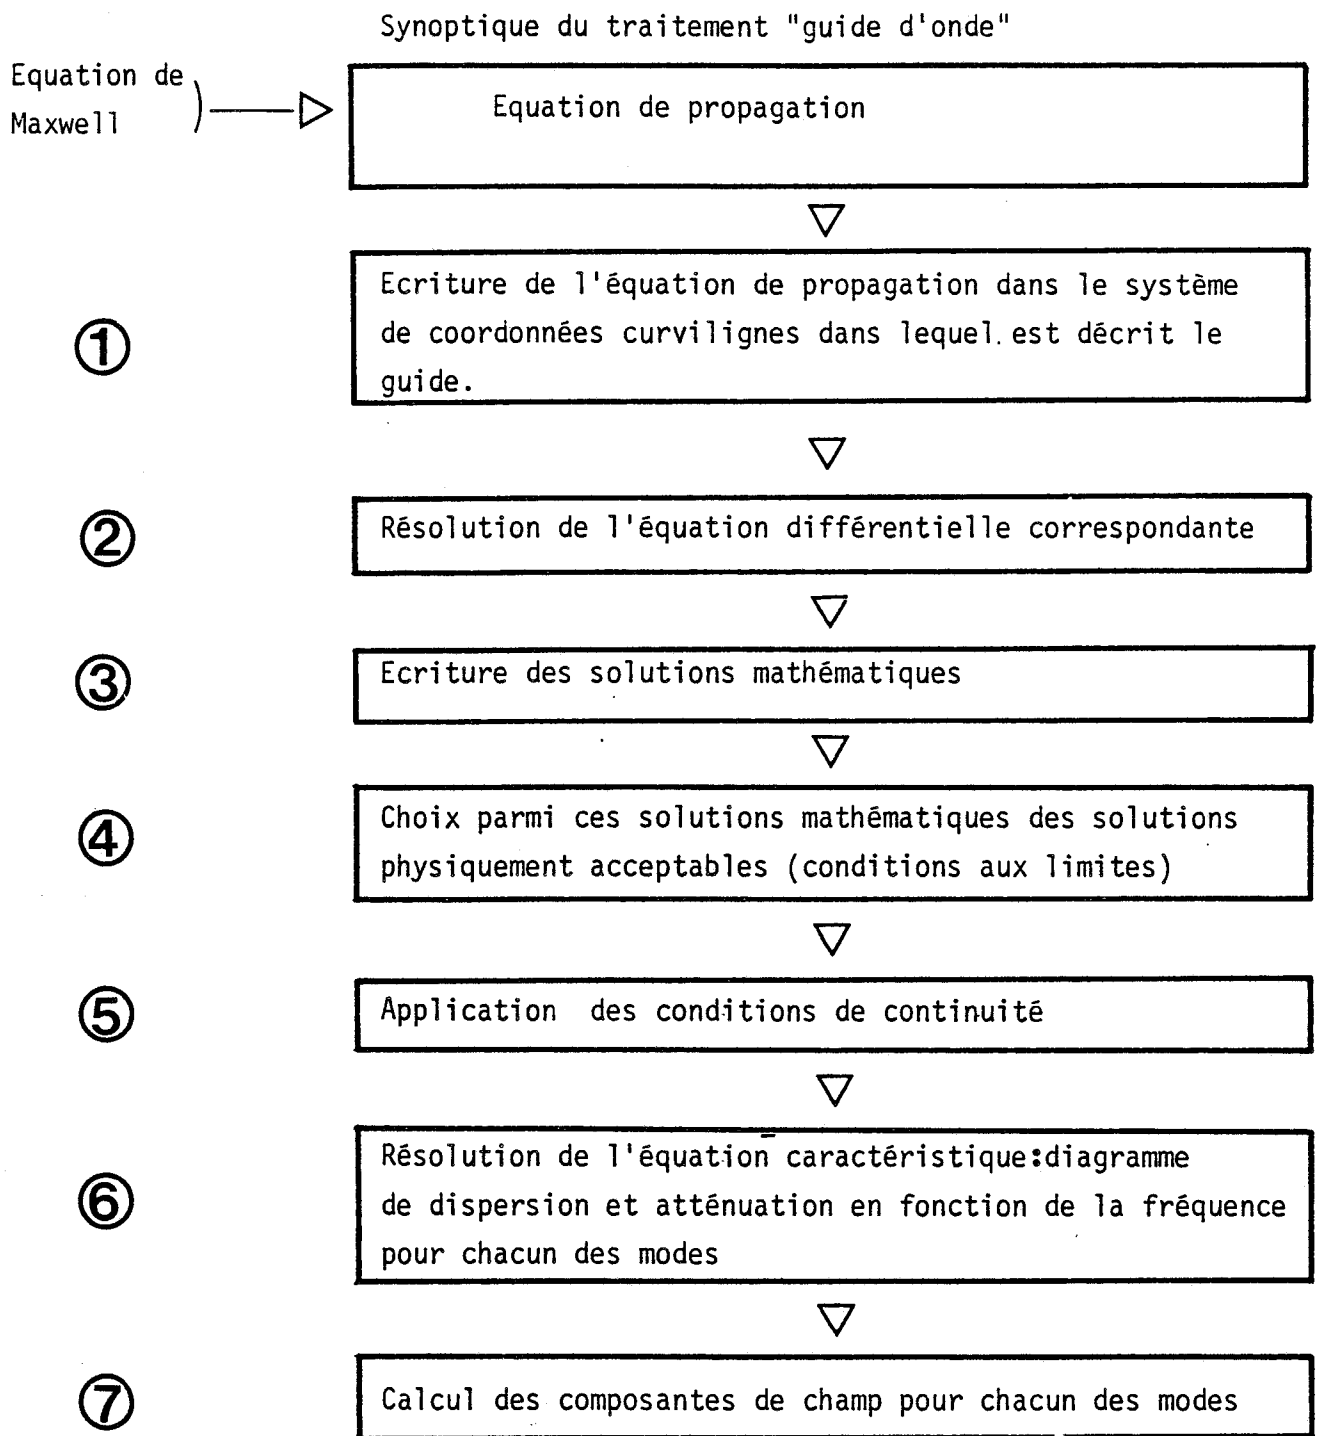 Synoptique du traitement "guide d'onde"
Equation de
Maxwell
Equation de propagation
①
Ecriture de l'équation de propagation dans le système
de coordonnées curvilignes dans lequel est décrit le
guide.
②
Résolution de l'équation différentielle correspondante
③
Ecriture des solutions mathématiques
④
Choix parmi ces solutions mathématiques des solutions
physiquement acceptables (conditions aux limites)
⑤
Application des conditions de continuité
⑥
Résolution de l'équation caractéristique:diagramme
de dispersion et atténuation en fonction de la fréquence
pour chacun des modes
⑦
Calcul des composantes de champ pour chacun des modes